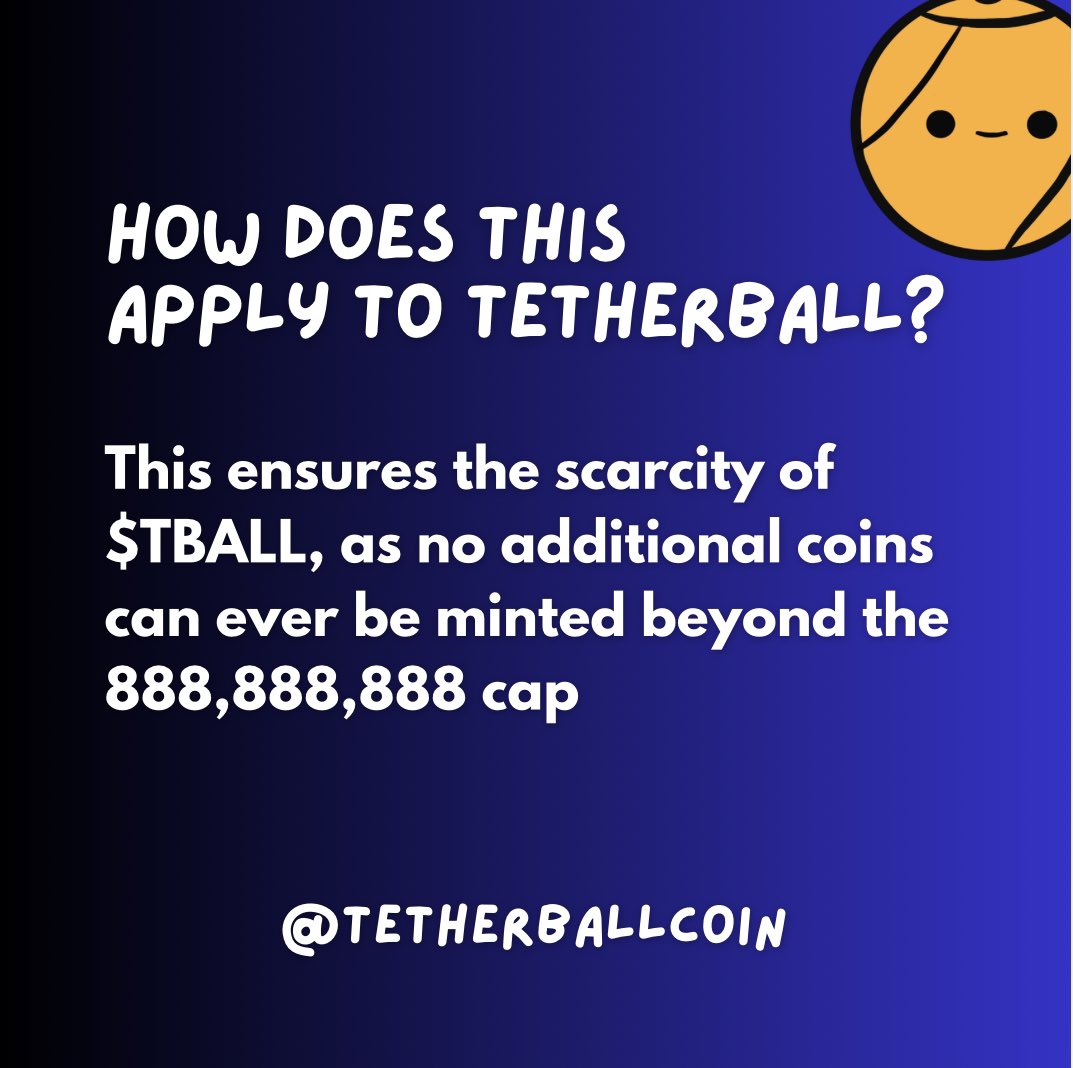 HOW DOES THIS
APPLY TO TETHERBALL?
This ensures the scarcity of
$TBALL, as no additional coins
can ever be minted beyond the
888,888,888 cap
@TETHERBALLCOIN